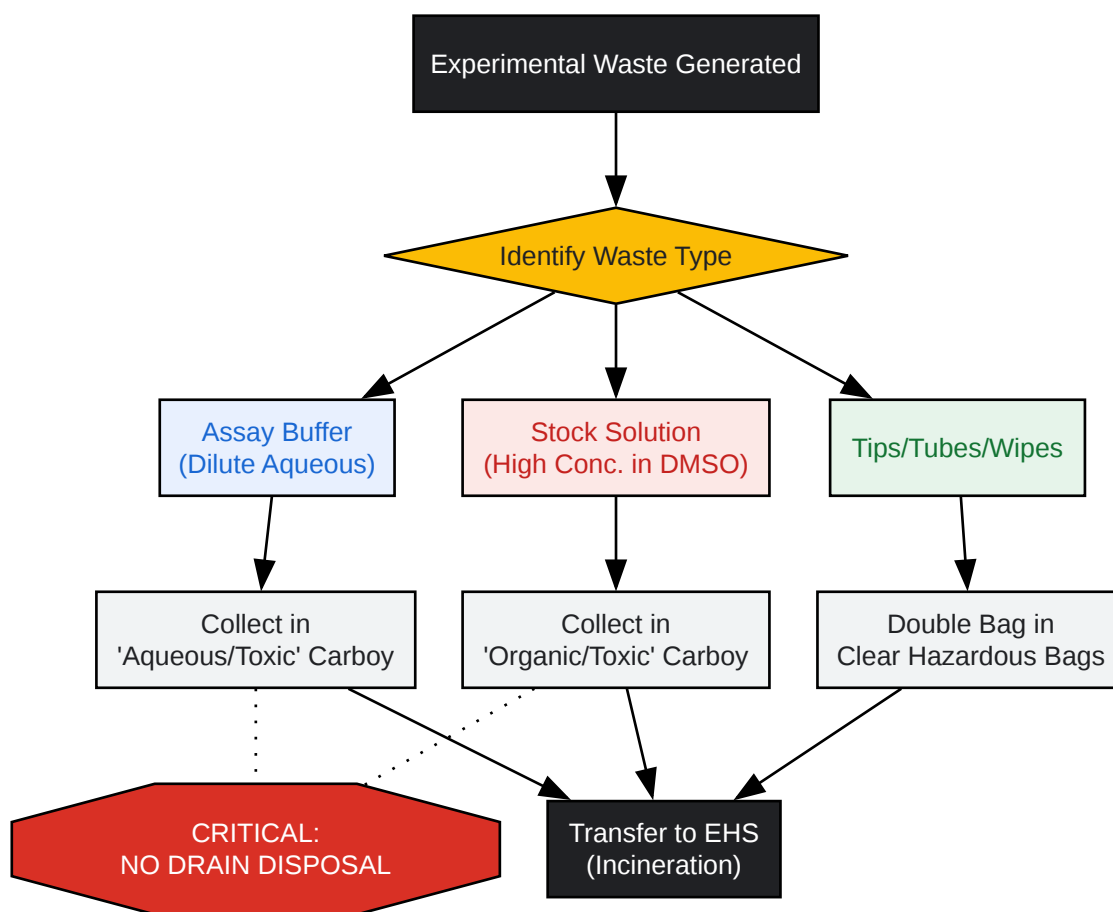 Experimental Waste Generated
Identify Waste Type
Assay Buffer
(Dilute Aqueous)
Stock Solution
(High Conc. in DMSO)
Tips/Tubes/Wipes
Collect in
'Aqueous/Toxic' Carboy
Collect in
'Organic/Toxic' Carboy
Double Bag in
Clear Hazardous Bags
CRITICAL:
NO DRAIN DISPOSAL
Transfer to EHS
(Incineration)